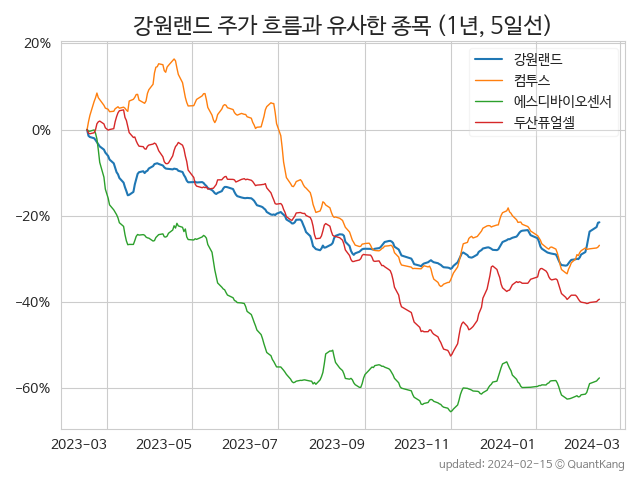 강원랜드 주가 흐름과 유사한 종목 (1년, 5일선)
강원랜드
컴투스
에스디바이오센서
두산퓨얼셀
20%
0%
−20%
−40%
−60%
2023−03
2023−05
2023−07
2023−09
2023−11
2024−01
2024−03
updated: 2024-02-15 © QuantKang